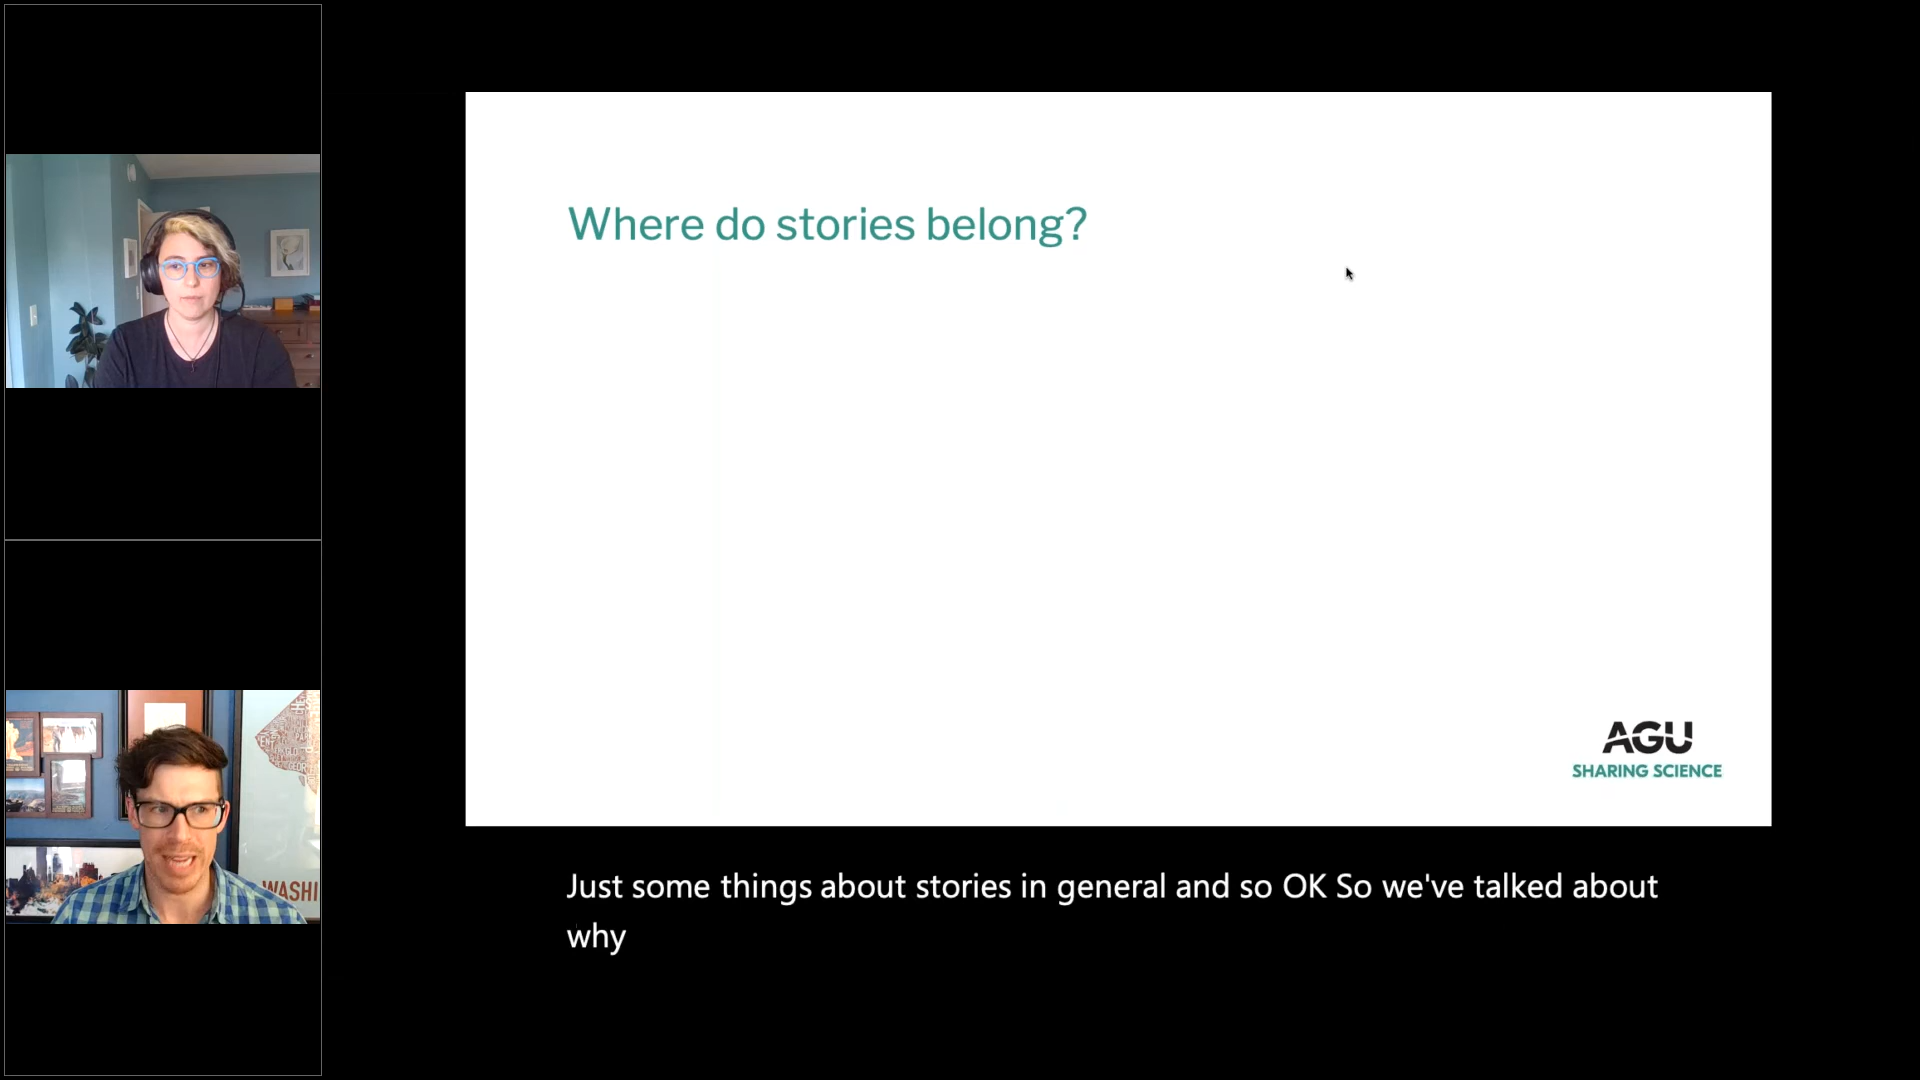 Where do stories belong?
AGU
SHARING SCIENCE
Just some things about stories in general and so OK So we've talked about
why
WASHI